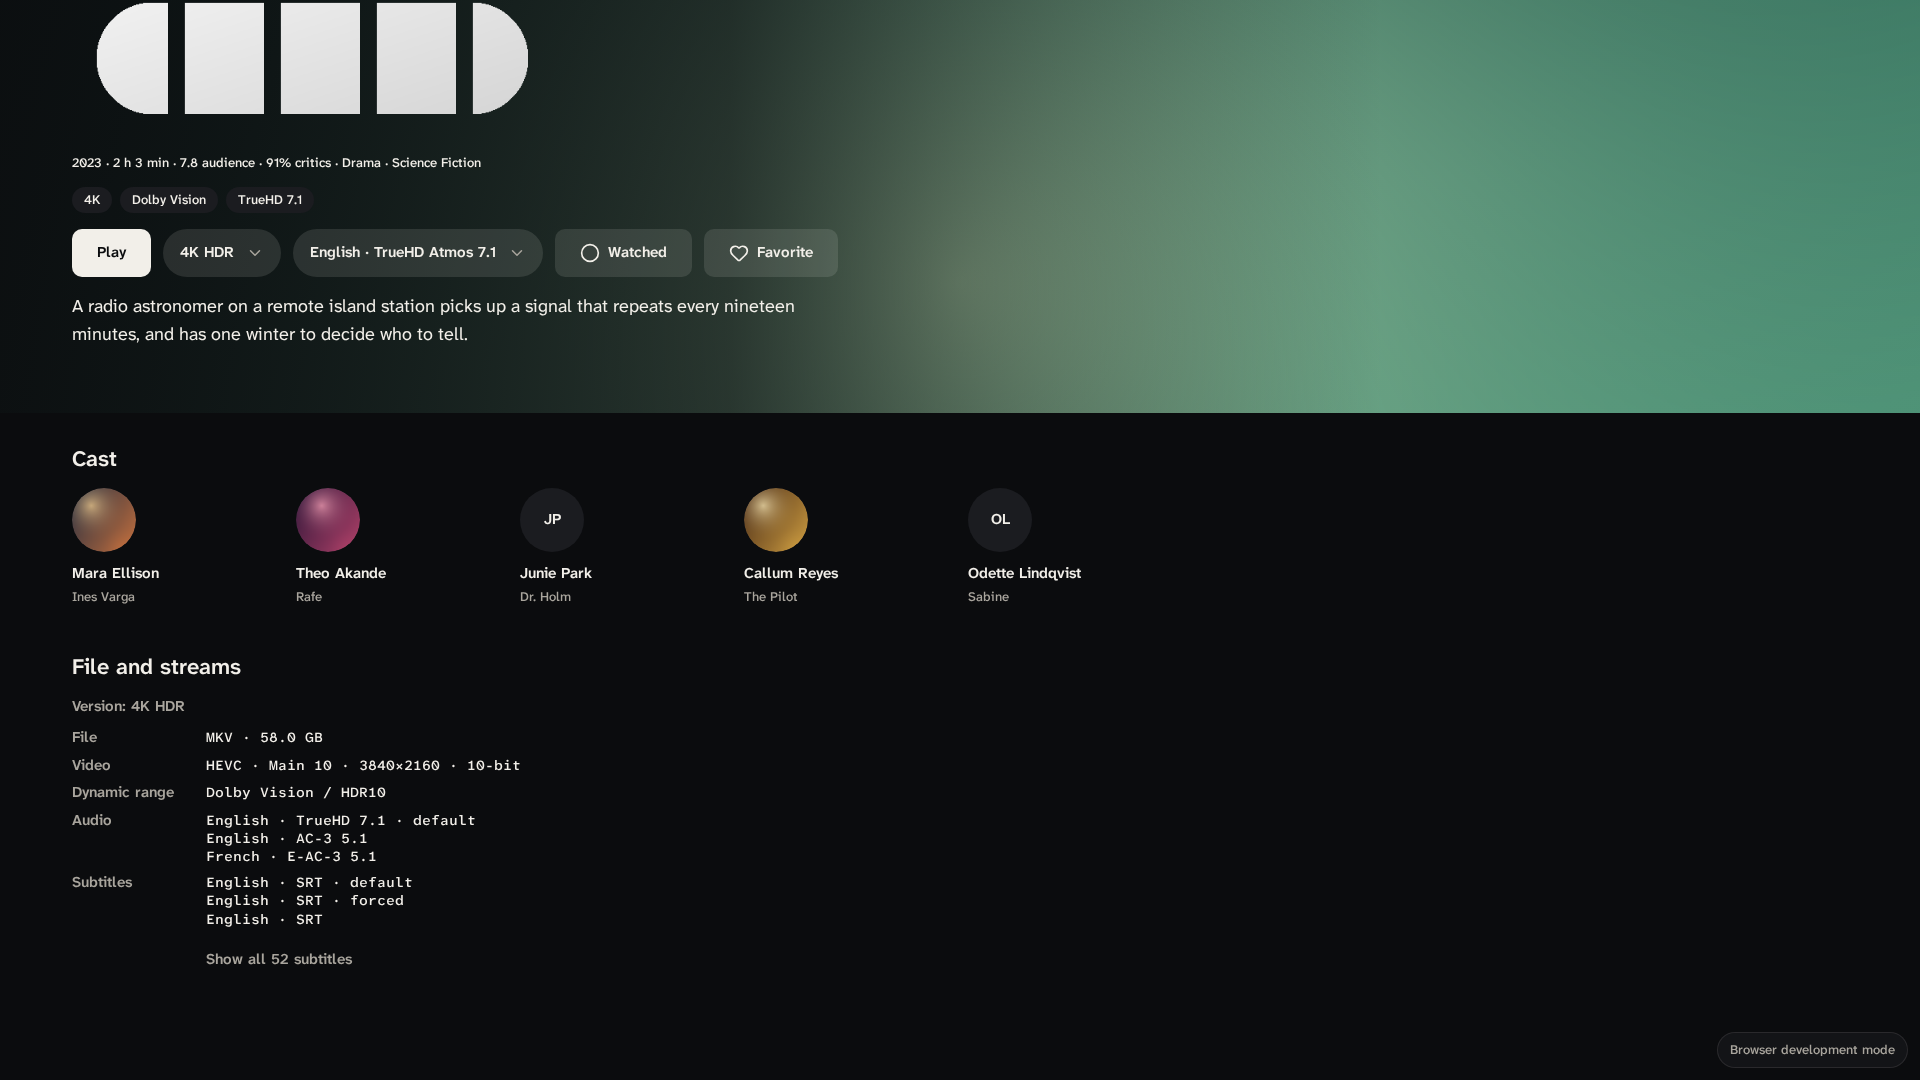 2023 · 2 h 3 min · 7.8 audience · 91% critics · Drama · Science Fiction
4K Dolby Vision TrueHD 7.1
Play 4K HDR English · TrueHD Atmos 7.1 Watched Favorite
A radio astronomer on a remote island station picks up a signal that repeats every nineteen
minutes, and has one winter to decide who to tell.
Cast
JP OL
Mara Ellison Theo Akande Junie Park Callum Reyes Odette Lindqvist
Ines Varga Rafe Dr. Holm The Pilot Sabine
File and streams
Version: 4K HDR
File MKV · 58.0 GB
Video HEVC · Main 10 · 3840×2160 · 10-bit
Dynamic range Dolby Vision / HDR10
Audio English · TrueHD 7.1 · default
English · AC-3 5.1
French · E-AC-3 5.1
Subtitles English · SRT · default
English · SRT · forced
English · SRT
Show all 52 subtitles
Browser development mode